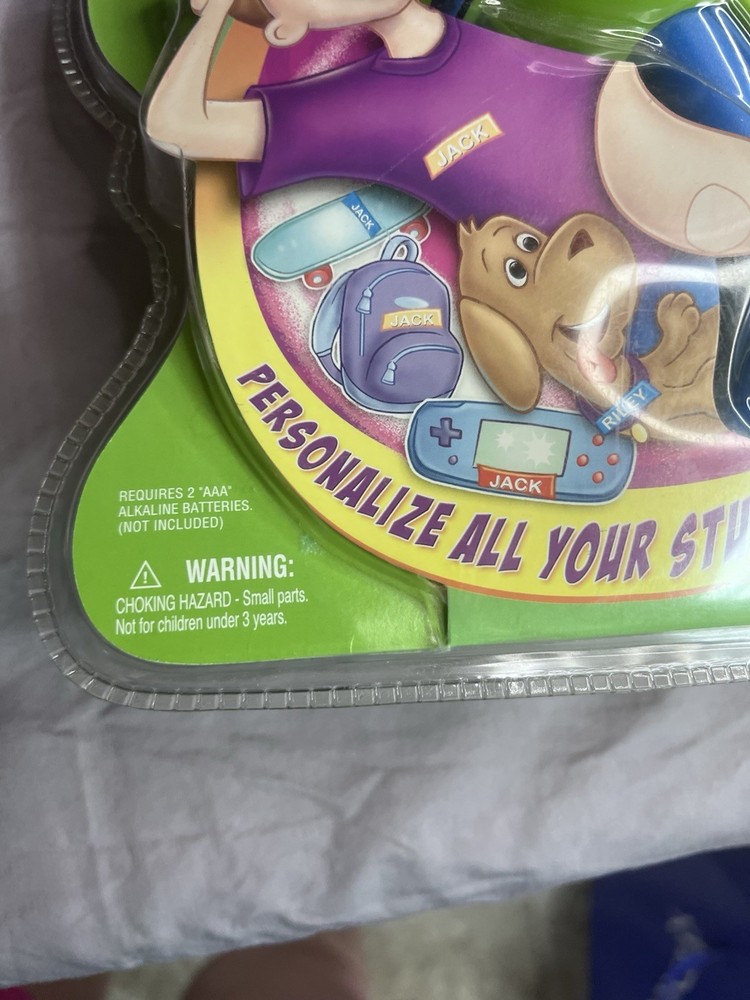 JACK
JACK
JACK
RILEY
JACK
PERSONALIZE ALL YOUR STU
REQUIRES 2 "AAA"
ALKALINE BATTERIES.
(NOT INCLUDED)
WARNING:
CHOKING HAZARD - Small parts.
Not for children under 3 years.